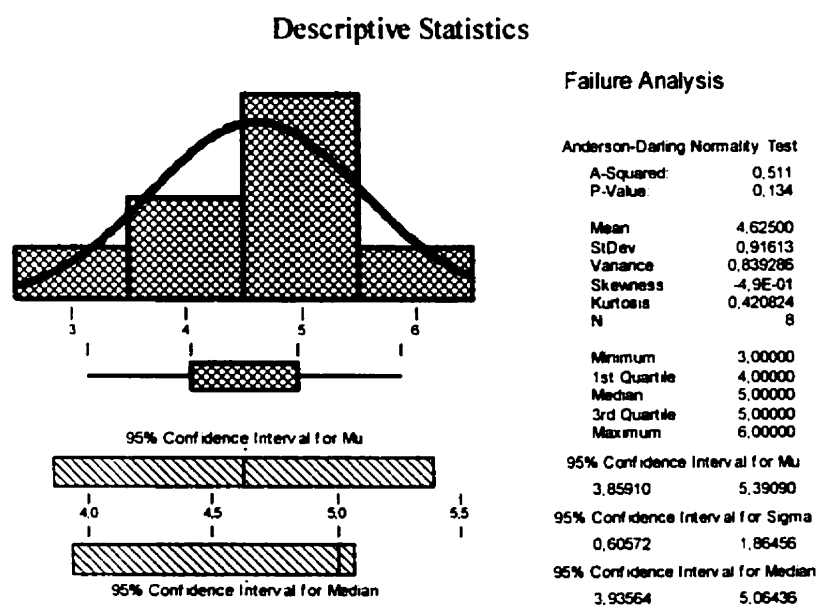 Descriptive Statistics
Failure Analysis
Anderson-Darling Normality Test
A-Squared: 0,511
P-Value: 0,134
Mean 4,62500
StDev 0,91613
Variance 0,839286
Skewness -4,9E-01
Kurtosis 0,420824
N 8
Minimum 3,00000
1st Quartile 4,00000
Median 5,00000
3rd Quartile 5,00000
Maximum 6,00000
95% Confidence Interval for Mu
3,85910 5,39090
95% Confidence Interval for Sigma
0,60572 1,86456
95% Confidence Interval for Median
3,93564 5,06436
3 4 5 6
95% Confidence Interval for Mu
4,0 4,5 5,0 5,5
95% Confidence Interval for Median